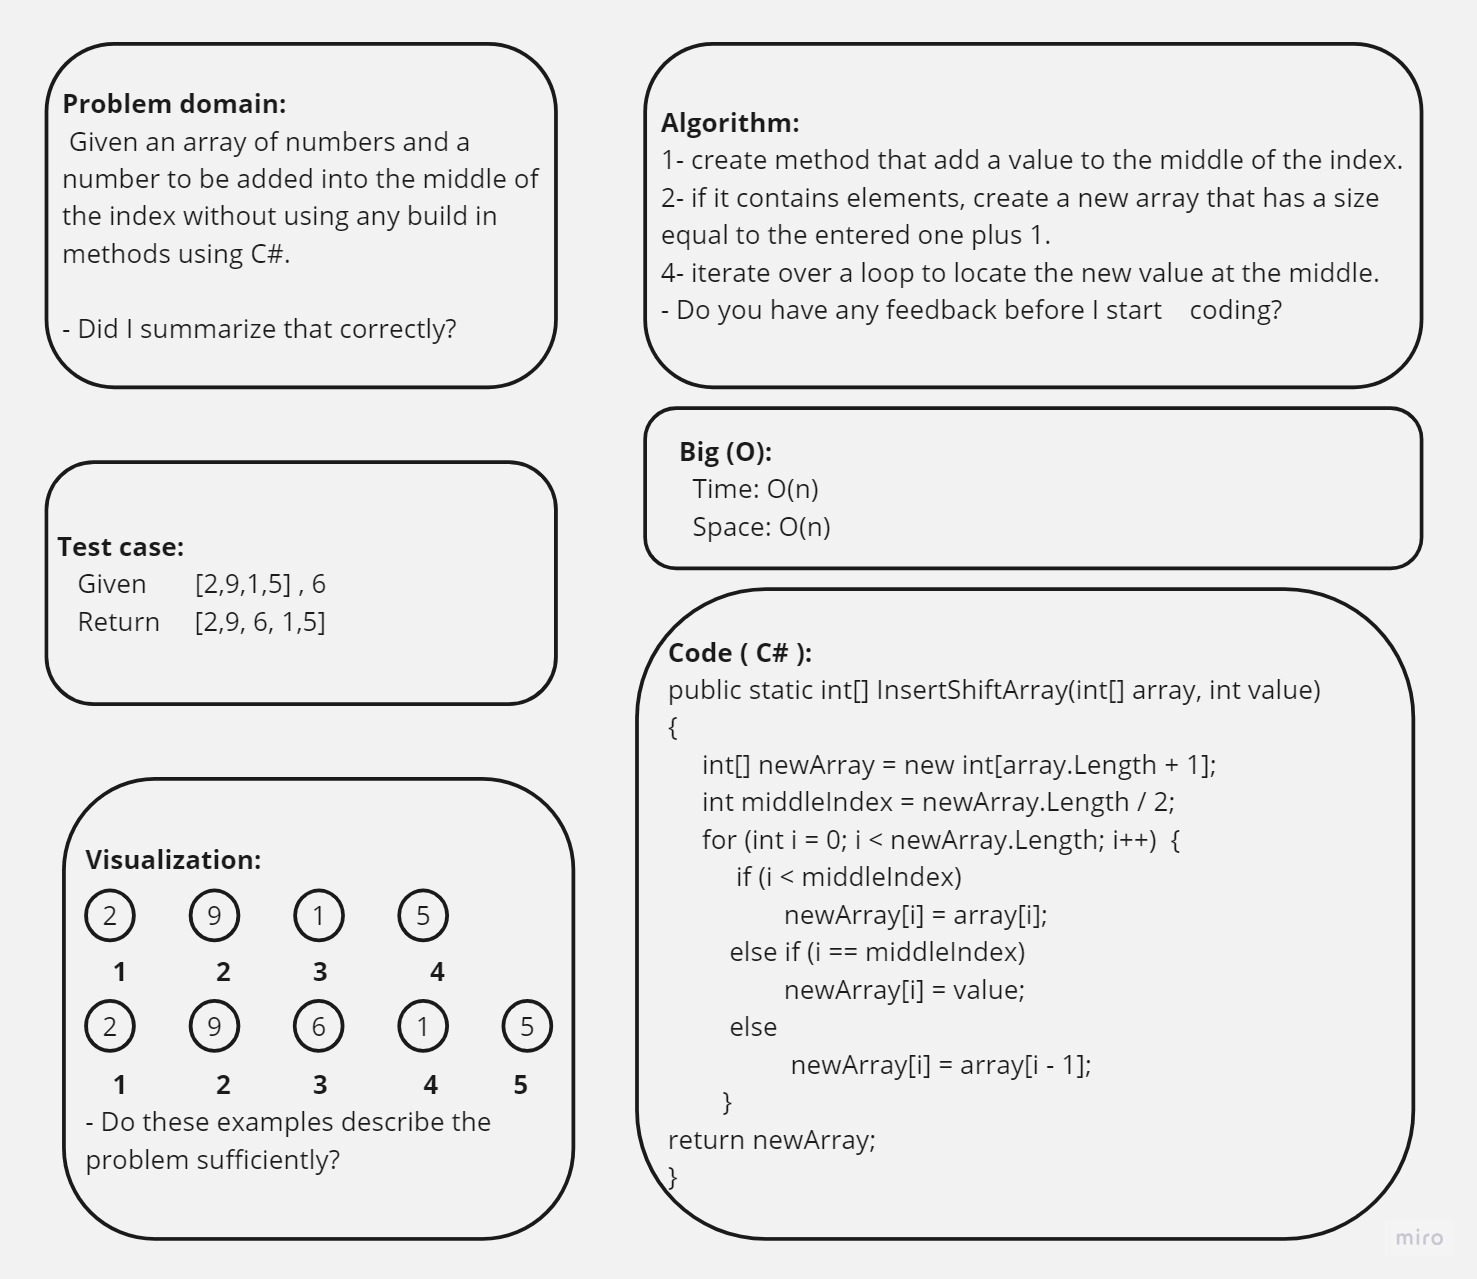 Problem domain:
Given an array of numbers and a
number to be added into the middle of
the index without using any build in
methods using C#.
- Did I summarize that correctly?
Test case:
Given [2,9,1,5] , 6
Return [2,9, 6, 1,5]
Visualization:
2 9 1 5
1 2 3 4
2 9 6 1 5
1 2 3 4 5
- Do these examples describe the
problem sufficiently?
Algorithm:
1- create method that add a value to the middle of the index.
2- if it contains elements, create a new array that has a size
equal to the entered one plus 1.
4- iterate over a loop to locate the new value at the middle.
- Do you have any feedback before I start coding?
Big (O):
Time: O(n)
Space: O(n)
Code ( C# ):
public static int[] InsertShiftArray(int[] array, int value)
{
int[] newArray = new int[array.Length + 1];
int middleIndex = newArray.Length / 2;
for (int i = 0; i < newArray.Length; i++) {
if (i < middleIndex)
newArray[i] = array[i];
else if (i == middleIndex)
newArray[i] = value;
else
newArray[i] = array[i - 1];
}
return newArray;
}
miro